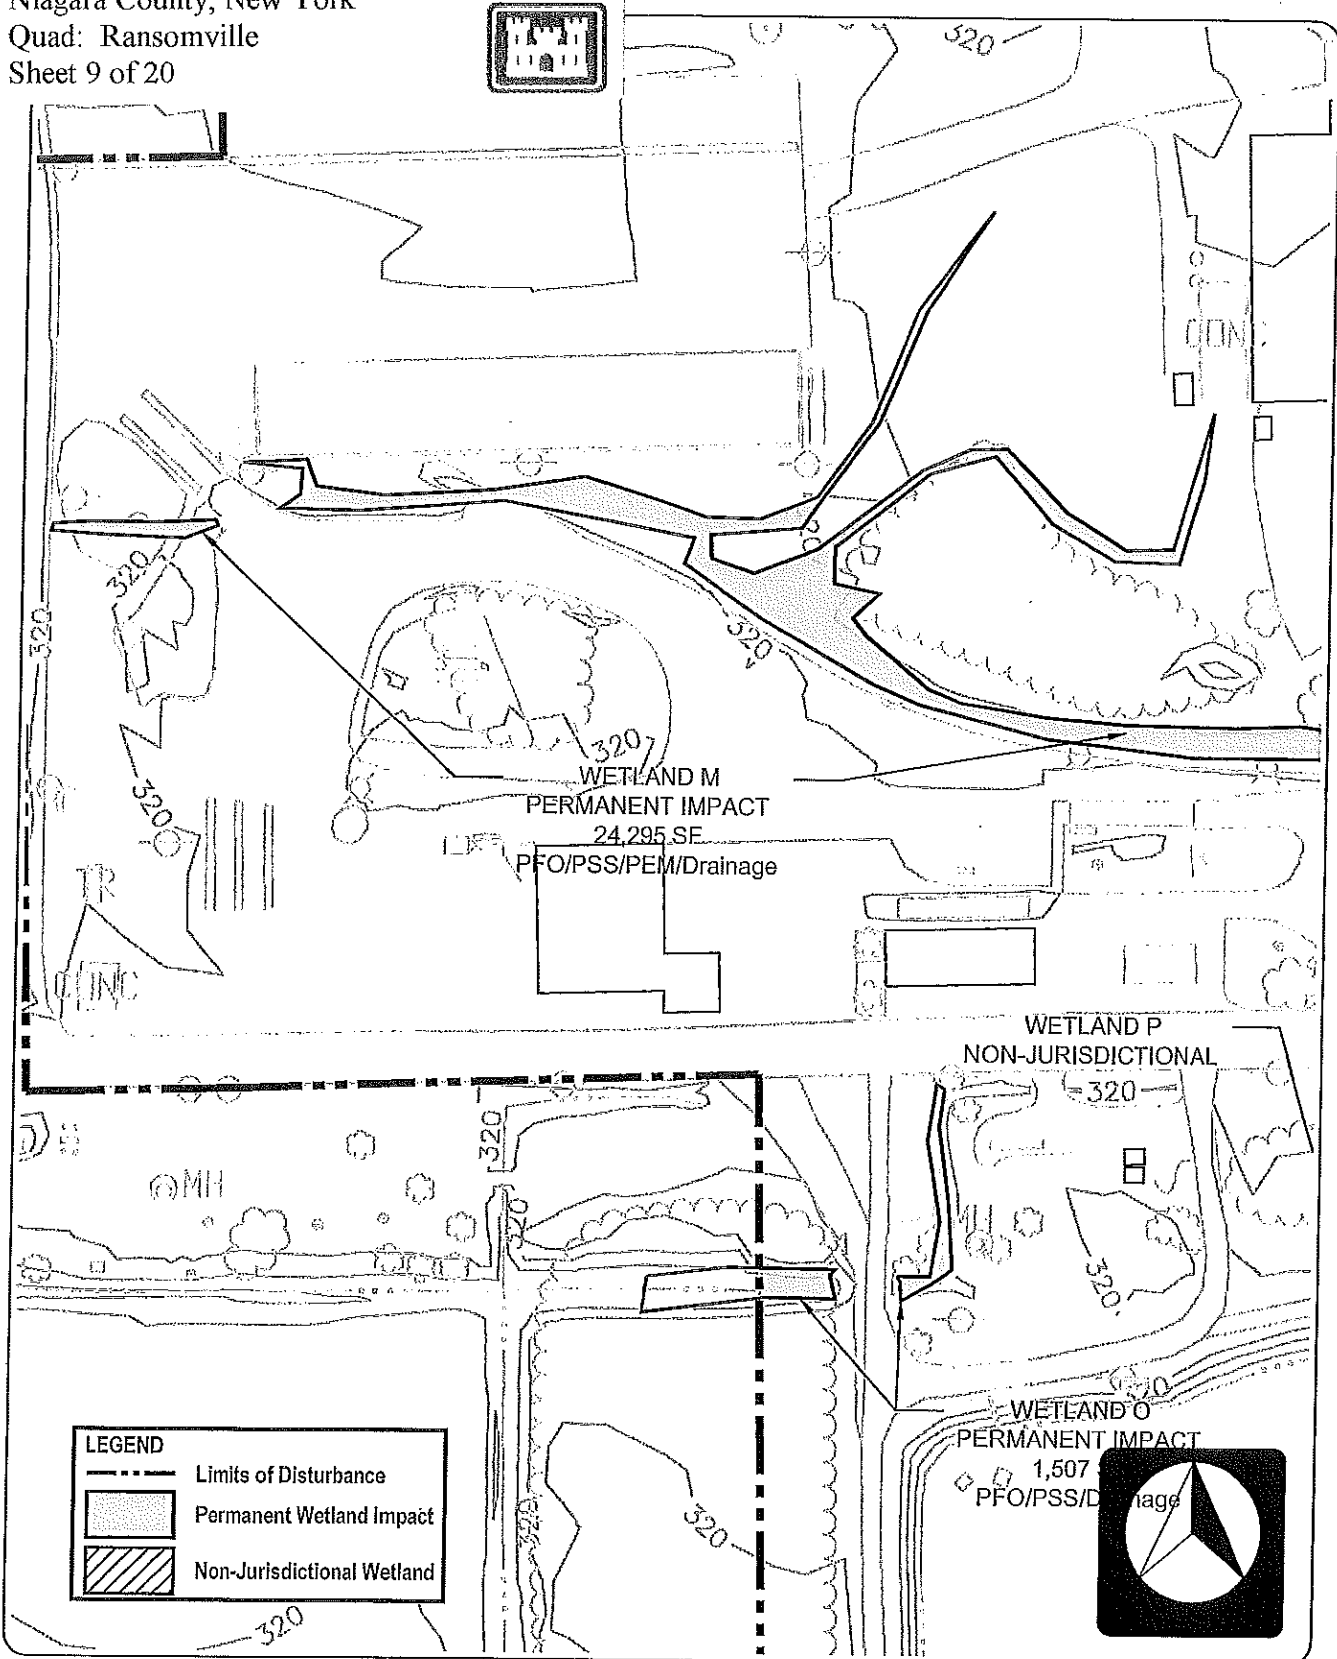 Niagara County, New York
Quad: Ransomville
Sheet 9 of 20
320
CONC
20
320
320
320
320
320
WETLAND M
PERMANENT IMPACT
24,295 SF
PFO/PSS/PEM/Drainage
TR
CONC
WETLAND P
NON-JURISDICTIONAL
320
320
MH
320
320
WETLAND O
PERMANENT IMPACT
1,507
PFO/PSS/D nage
LEGEND
Limits of Disturbance
Permanent Wetland Impact
Non-Jurisdictional Wetland
320
320
320